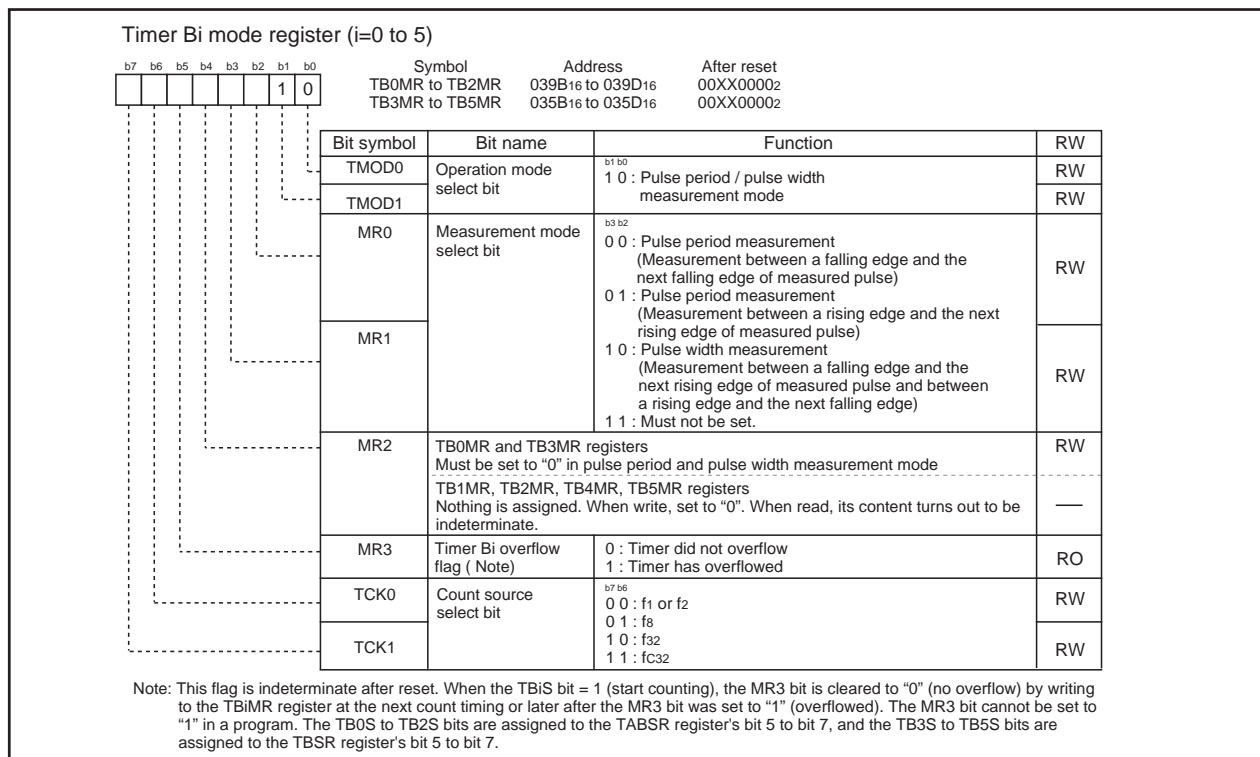 Timer Bi mode register (i=0 to 5)
b7 b6 b5 b4 b3 b2 b1 b0
1 0
Symbol Address After reset
TB0MR to TB2MR 039B16 to 039D16 00XX00002
TB3MR to TB5MR 035B16 to 035D16 00XX00002
Bit symbol Bit name Function RW
TMOD0 Operation mode select bit
b1 b0
1 0 : Pulse period / pulse width
measurement mode
RW
TMOD1
RW
MR0 Measurement mode
select bit
b3 b2
0 0 : Pulse period measurement
(Measurement between a falling edge and the
next falling edge of measured pulse)
0 1 : Pulse period measurement
(Measurement between a rising edge and the next
rising edge of measured pulse)
RW
MR1
1 0 : Pulse width measurement
(Measurement between a falling edge and the
next rising edge of measured pulse and between
a rising edge and the next falling edge)
1 1 : Must not be set.
RW
MR2 TB0MR and TB3MR registers RW
Must be set to “0” in pulse period and pulse width measurement mode
TB1MR, TB2MR, TB4MR, TB5MR registers
Nothing is assigned. When write, set to “0”. When read, its content turns out to be
indeterminate.
—
MR3 Timer Bi overflow
flag ( Note)
0 : Timer did not overflow
1 : Timer has overflowed
RO
TCK0 Count source
select bit
b7 b6
0 0 : f1 or f2
0 1 : f8
1 0 : f32
1 1 : fC32
RW
TCK1
RW
Note: This flag is indeterminate after reset. When the TBiS bit = 1 (start counting), the MR3 bit is cleared to “0” (no overflow) by writing
to the TBiMR register at the next count timing or later after the MR3 bit was set to “1” (overflowed). The MR3 bit cannot be set to
“1” in a program. The TB0S to TB2S bits are assigned to the TABSR register's bit 5 to bit 7, and the TB3S to TB5S bits are
assigned to the TBSR register's bit 5 to bit 7.